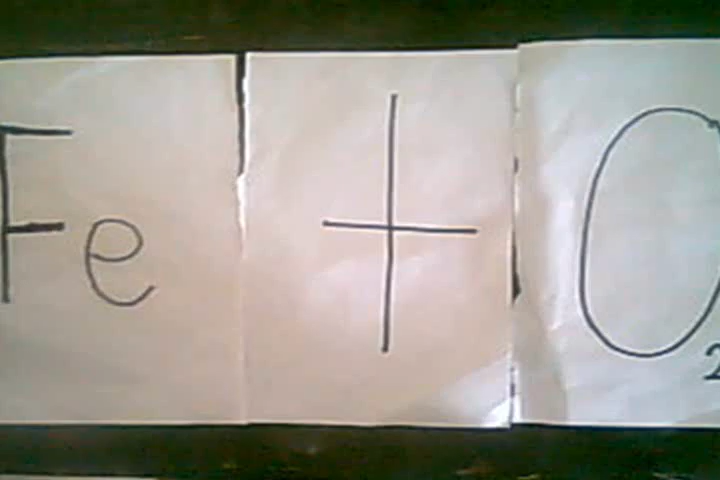 Fe + O₂